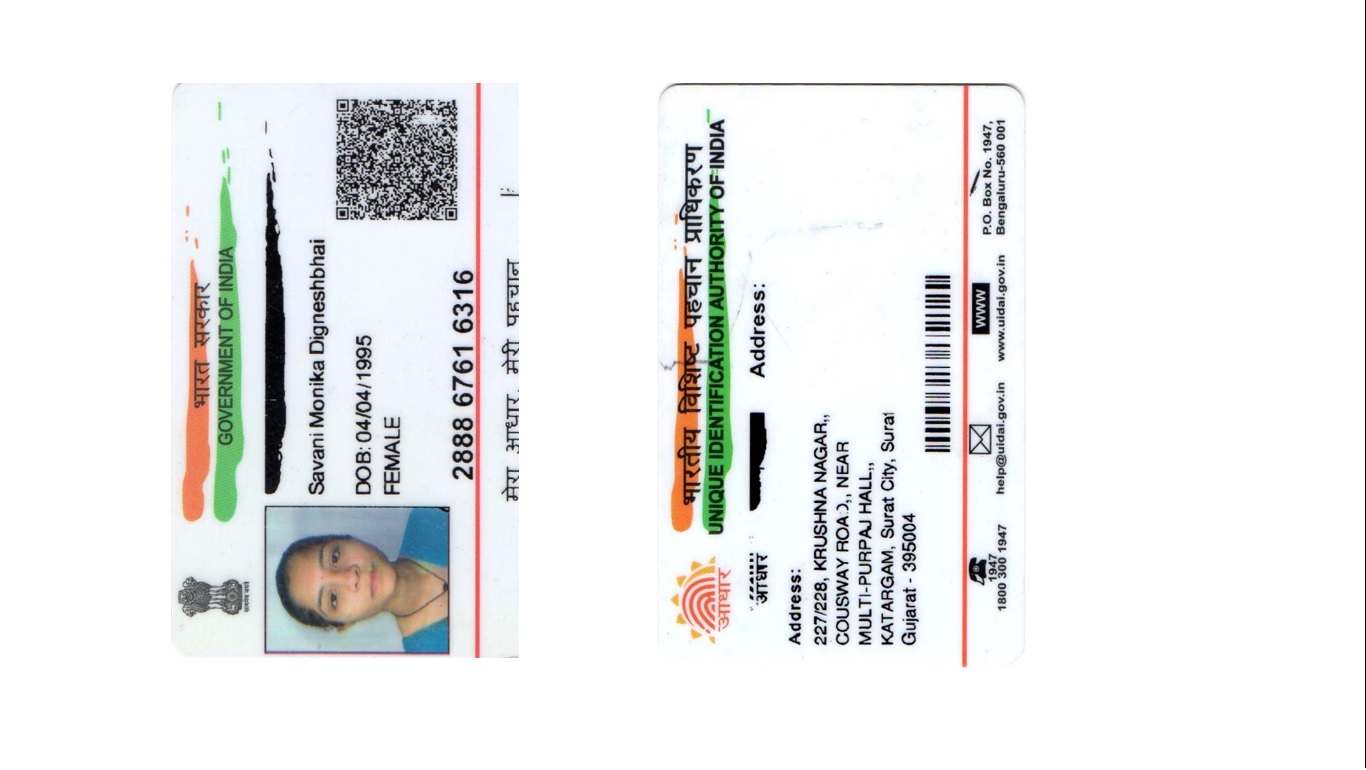 भारत सरकार
GOVERNMENT OF INDIA
सत्यमेव जयते
Savani Monika Digneshbhai
DOB: 04/04/1995
FEMALE
2888 6761 6316
मेरा आधार, मेरी पहचान
भारतीय विशिष्ट पहचान प्राधिकरण
UNIQUE IDENTIFICATION AUTHORITY OF INDIA
आधार
आधार
Address:
Address:
227/228, KRUSHNA NAGAR,,
COUSWAY ROAD,, NEAR
MULTI-PURPAJ HALL,,
KATARGAM, Surat City, Surat
Gujarat - 395004
1947
1800 300 1947
help@uidai.gov.in
www
www.uidai.gov.in
P.O. Box No. 1947,
Bengaluru-560 001